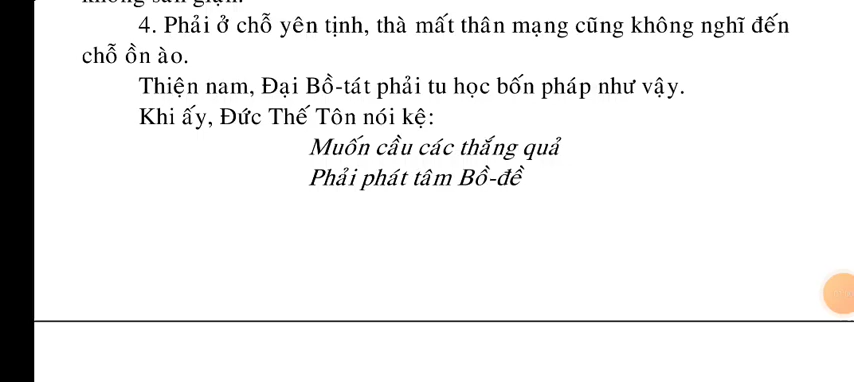 4. Phải ở chỗ yên tịnh, thà mất thân mạng cũng không nghĩ đến
chỗ ồn ào.
Thiện nam, Đại Bồ-tát phải tu học bốn pháp như vậy.
Khi ấy, Đức Thế Tôn nói kệ:
Muốn cầu các thắng quả
Phải phát tâm Bồ-đề